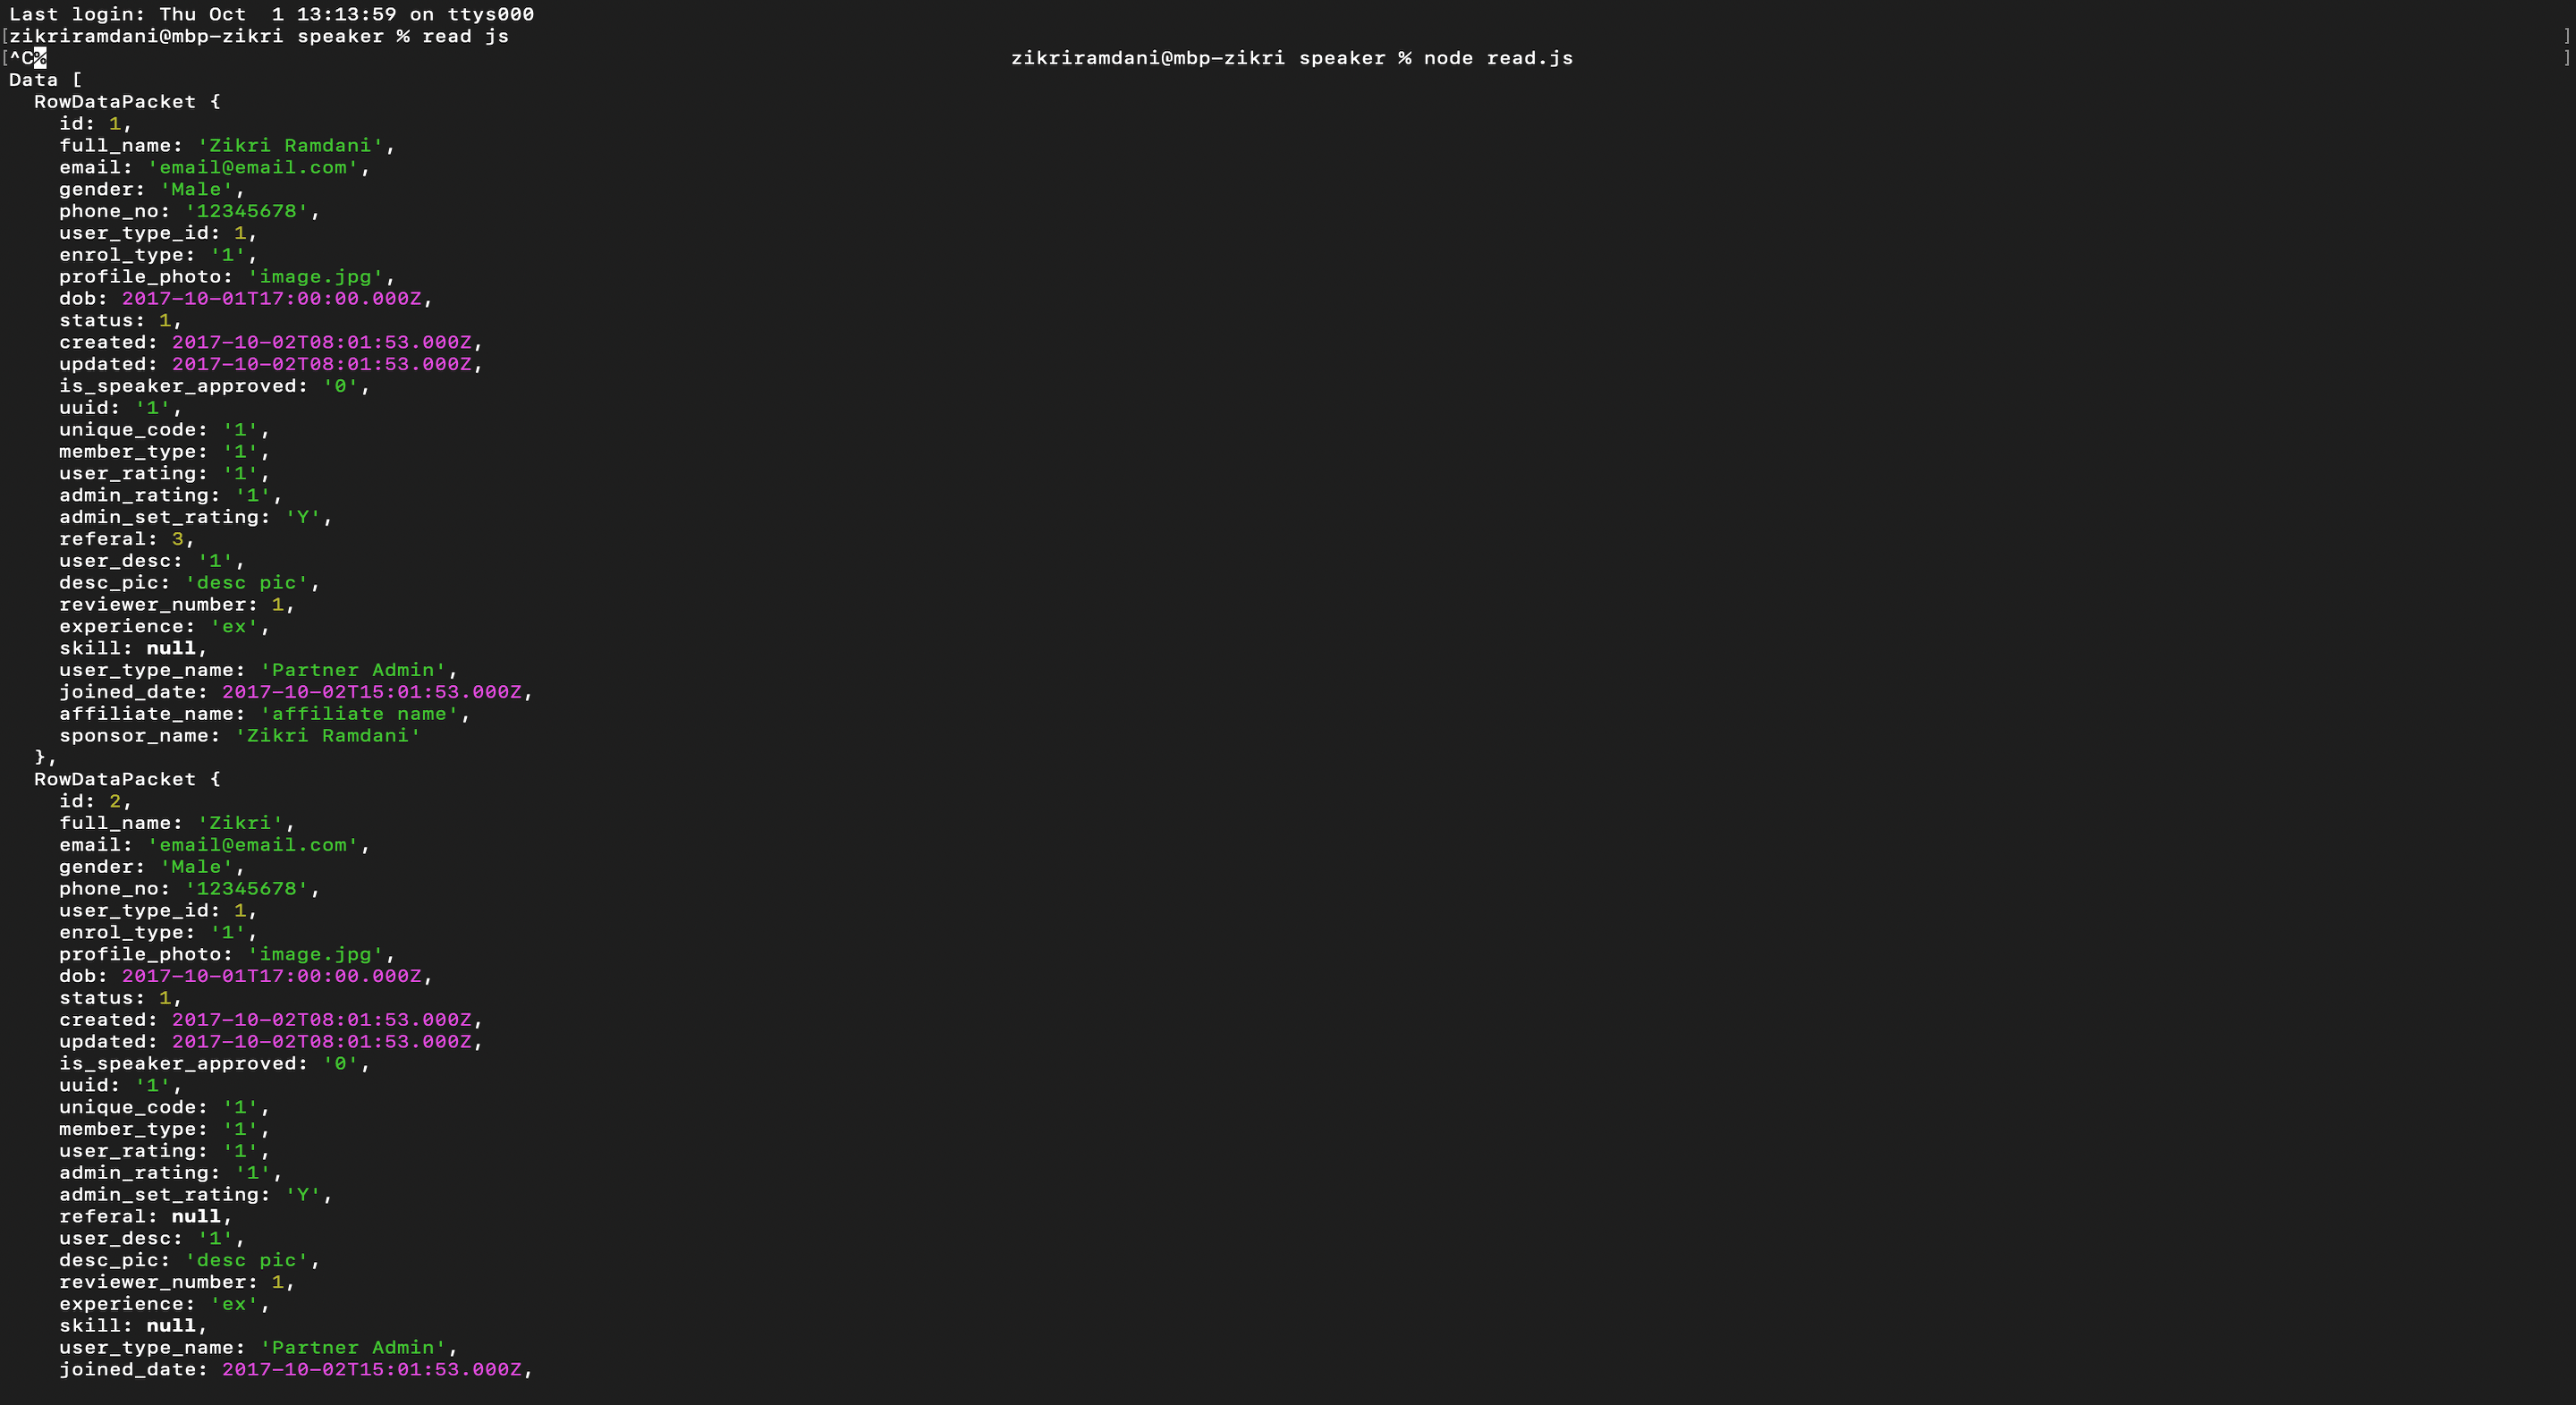 Last login: Thu Oct  1 13:13:59 on ttys000
[zikriramdani@mbp-zikri speaker % read js ]
[^C% zikriramdani@mbp-zikri speaker % node read.js ]
Data [
  RowDataPacket {
    id: 1,
    full_name: 'Zikri Ramdani',
    email: 'email@email.com',
    gender: 'Male',
    phone_no: '12345678',
    user_type_id: 1,
    enrol_type: '1',
    profile_photo: 'image.jpg',
    dob: 2017-10-01T17:00:00.000Z,
    status: 1,
    created: 2017-10-02T08:01:53.000Z,
    updated: 2017-10-02T08:01:53.000Z,
    is_speaker_approved: '0',
    uuid: '1',
    unique_code: '1',
    member_type: '1',
    user_rating: '1',
    admin_rating: '1',
    admin_set_rating: 'Y',
    referal: 3,
    user_desc: '1',
    desc_pic: 'desc pic',
    reviewer_number: 1,
    experience: 'ex',
    skill: null,
    user_type_name: 'Partner Admin',
    joined_date: 2017-10-02T15:01:53.000Z,
    affiliate_name: 'affiliate name',
    sponsor_name: 'Zikri Ramdani'
  },
  RowDataPacket {
    id: 2,
    full_name: 'Zikri',
    email: 'email@email.com',
    gender: 'Male',
    phone_no: '12345678',
    user_type_id: 1,
    enrol_type: '1',
    profile_photo: 'image.jpg',
    dob: 2017-10-01T17:00:00.000Z,
    status: 1,
    created: 2017-10-02T08:01:53.000Z,
    updated: 2017-10-02T08:01:53.000Z,
    is_speaker_approved: '0',
    uuid: '1',
    unique_code: '1',
    member_type: '1',
    user_rating: '1',
    admin_rating: '1',
    admin_set_rating: 'Y',
    referal: null,
    user_desc: '1',
    desc_pic: 'desc pic',
    reviewer_number: 1,
    experience: 'ex',
    skill: null,
    user_type_name: 'Partner Admin',
    joined_date: 2017-10-02T15:01:53.000Z,